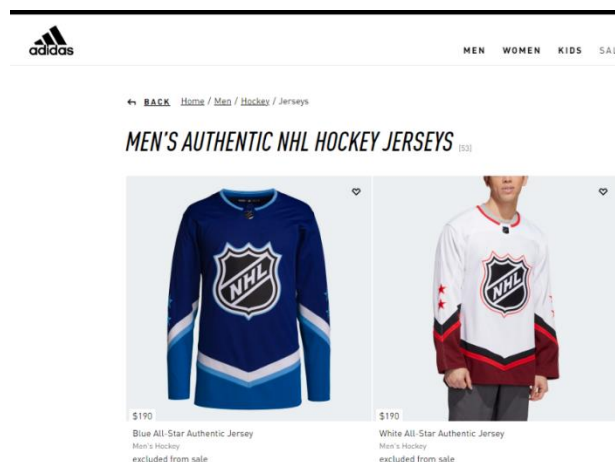 adidas
MEN WOMEN KIDS SAL
BACK Home / Men / Hockey / Jerseys
MEN'S AUTHENTIC NHL HOCKEY JERSEYS [53]
NHL
NHL
$190
$190
Blue All-Star Authentic Jersey
Men's Hockey
excluded from sale
White All-Star Authentic Jersey
Men's Hockey
excluded from sale